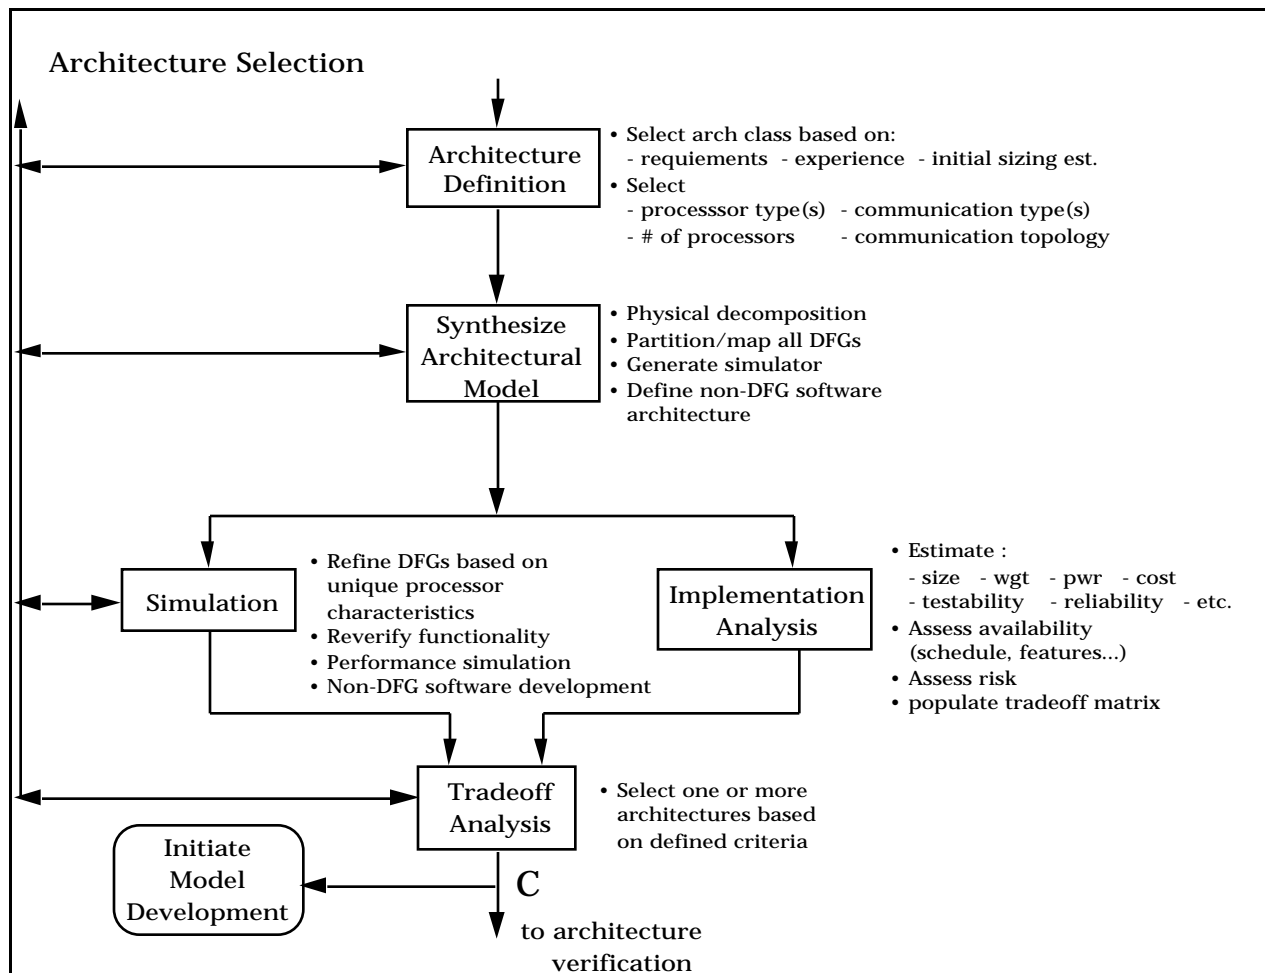 Architecture Selection
Architecture
Definition
• Select arch class based on:
- requiements - experience - initial sizing est.
• Select
- processsor type(s) - communication type(s)
- # of processors - communication topology
Synthesize
Architectural
Model
• Physical decomposition
• Partition/map all DFGs
• Generate simulator
• Define non-DFG software
architecture
Simulation
• Refine DFGs based on
unique processor
characteristics
• Reverify functionality
• Performance simulation
• Non-DFG software development
Implementation
Analysis
• Estimate :
- size - wgt - pwr - cost
- testability - reliability - etc.
• Assess availability
(schedule, features...)
• Assess risk
• populate tradeoff matrix
Tradeoff
Analysis
• Select one or more
architectures based
on defined criteria
Initiate
Model
Development
C
to architecture
verification